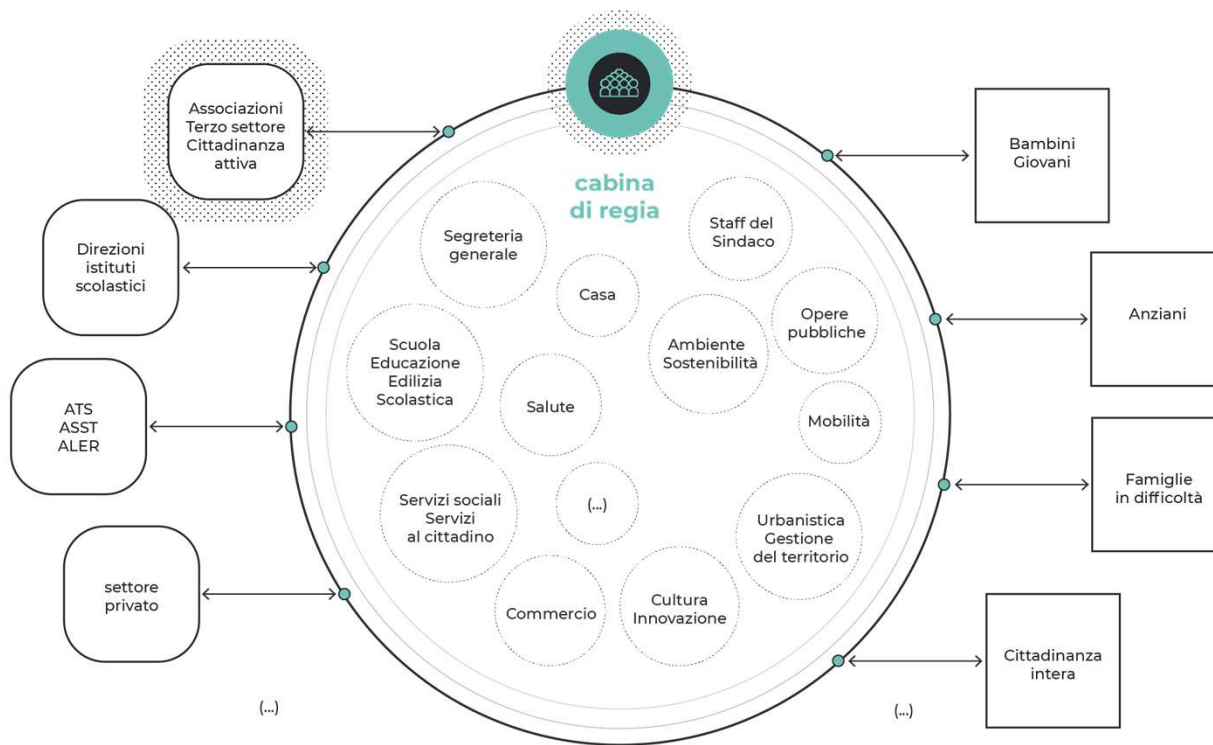 Associazioni
Terzo settore
Cittadinanza
attiva
Direzioni
istituti
scolastici
ATS
ASST
ALER
settore
privato
(...)
cabina
di regia
Segreteria
generale
Staff del
Sindaco
Casa
Opere
pubbliche
Ambiente
Sostenibilità
Scuola
Educazione
Edilizia
Scolastica
Salute
Mobilità
Servizi sociali
Servizi
al cittadino
(...)
Urbanistica
Gestione
del territorio
Commercio
Cultura
Innovazione
Bambini
Giovani
Anziani
Famiglie
in difficoltà
Cittadinanza
intera
(...)